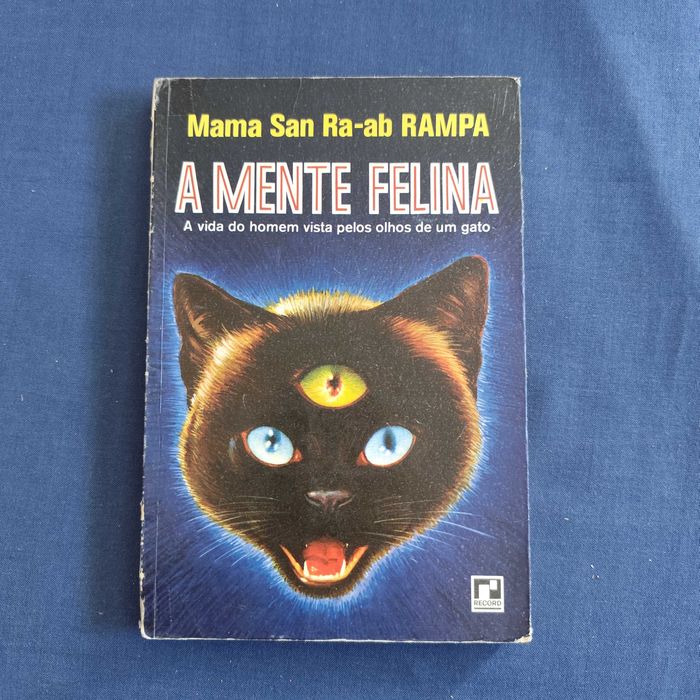 Mama San Ra-ab RAMPA
A MENTE FELINA
A vida do homem vista pelos olhos de um gato
RECORD